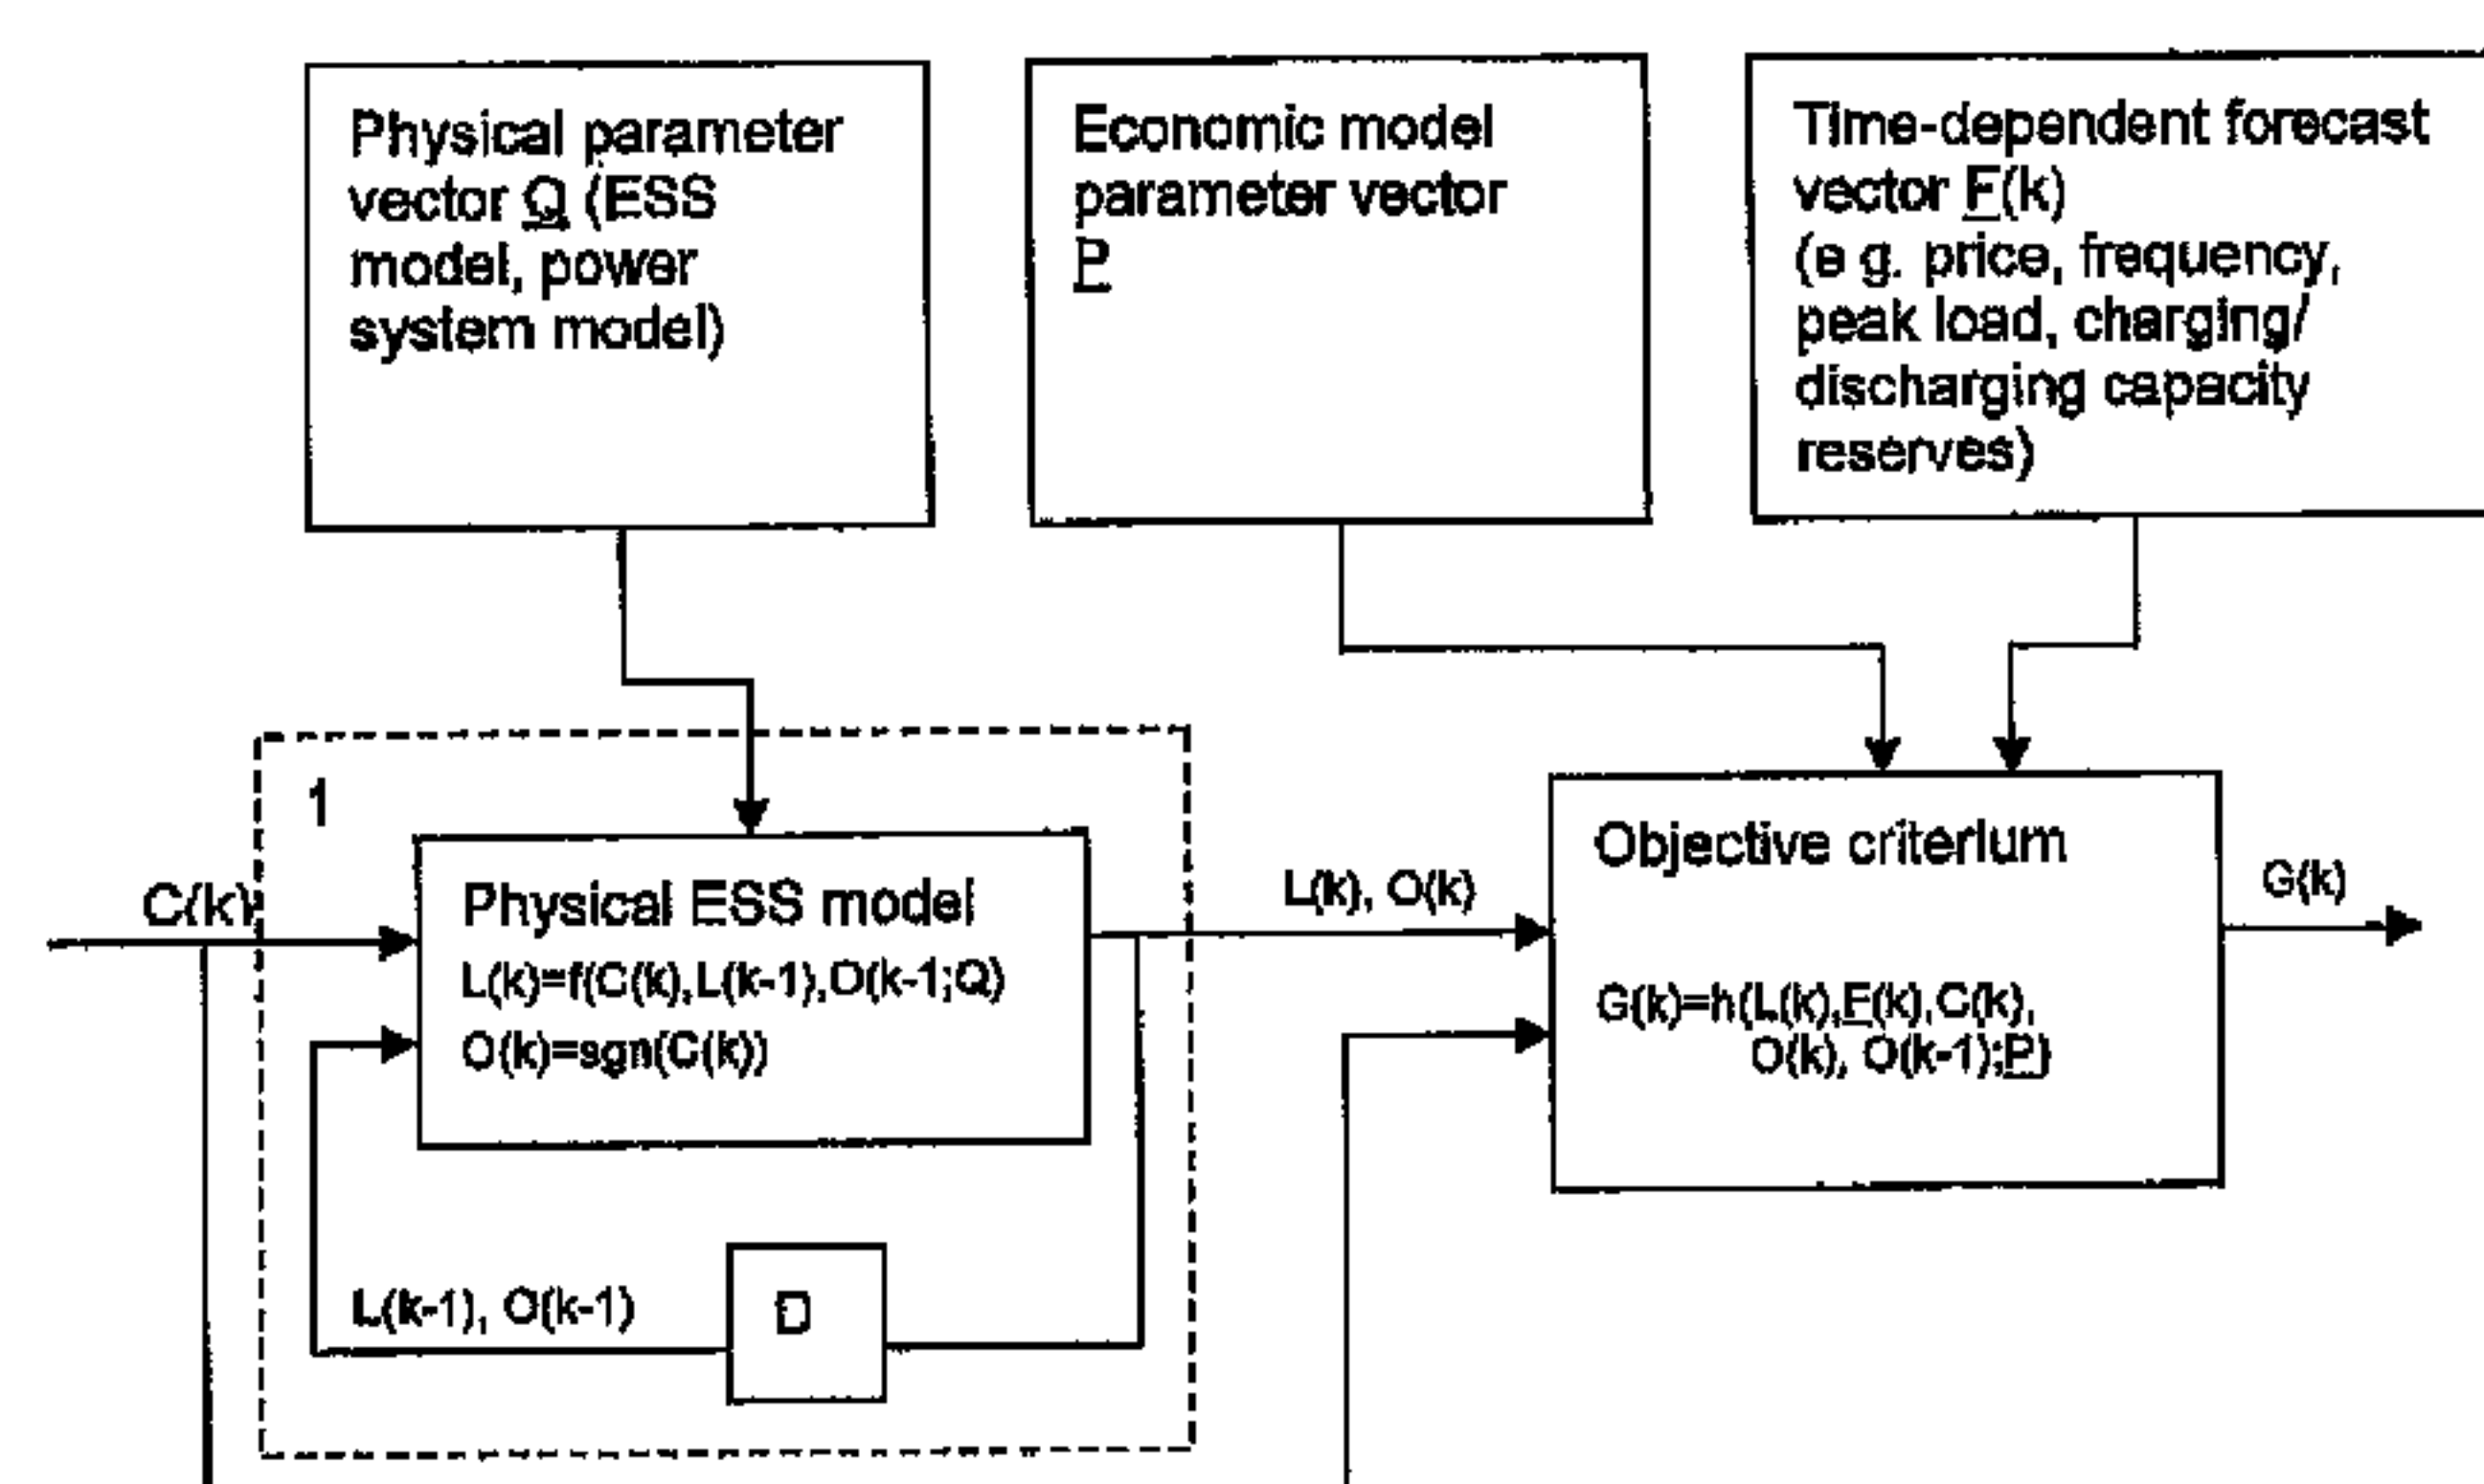 Physical parameter
vector Q (ESS
model, power
system model)
Economic model
parameter vector
P
Time-dependent forecast
vector F(k)
(e g. price, frequency,
peak load, charging/
discharging capacity
reserves)
1
C(k)
Physical ESS model
L(k)=f(C(k),L(k-1),O(k-1;Q)
O(k)=sgn(C(k))
L(k), O(k)
Objective criterium
G(k)=h(L(k),F(k),C(k),
O(k), O(k-1);P)
G(k)
L(k-1), O(k-1)
D